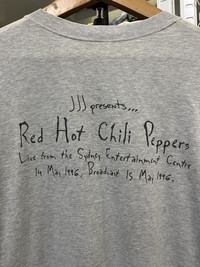 JJJ presents...
Red Hot Chili Peppers
Live from the Sydney Entertainment Centre
14 May, 1996, Broadcast 15 May, 1996.